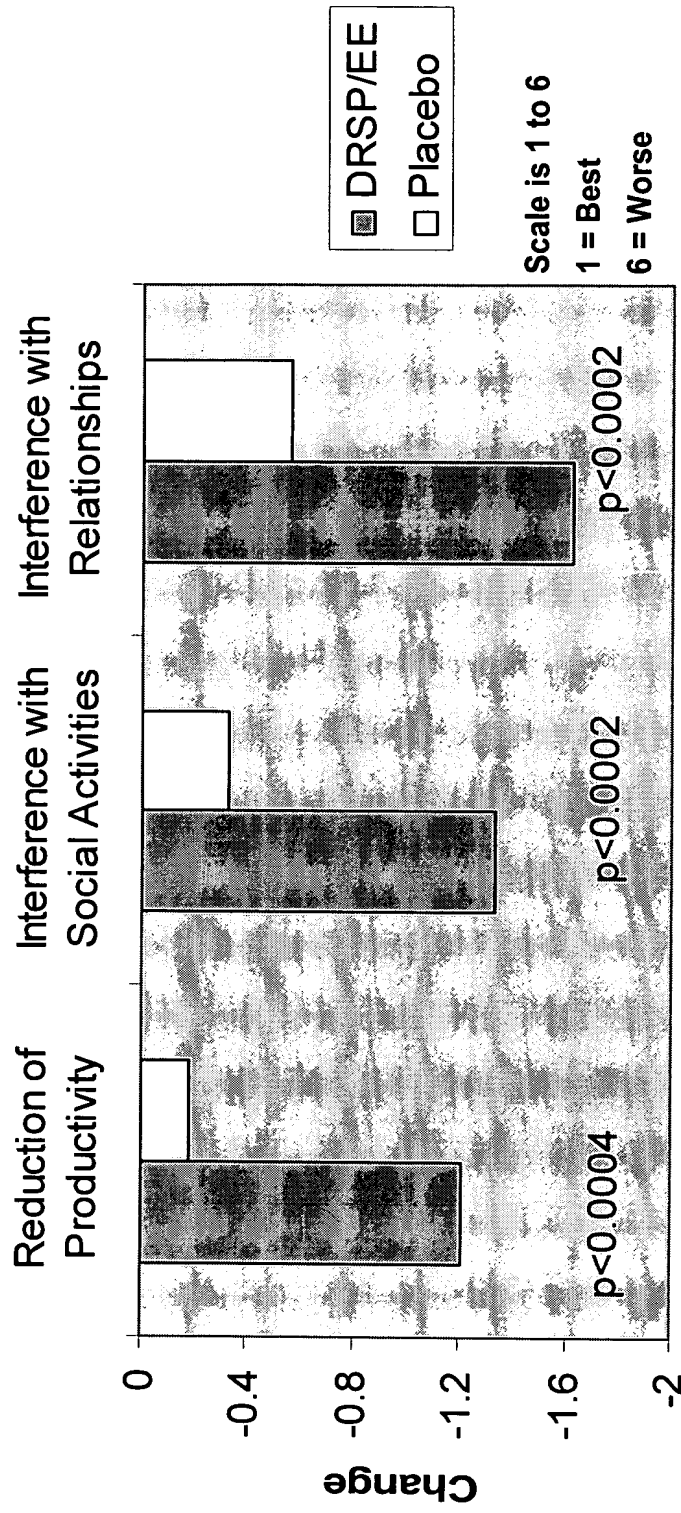 Reduction of
Productivity
Interference with
Social Activities
Interference with
Relationships
Change
0
-0.4
-0.8
-1.2
-1.6
-2
p<0.0004
p<0.0002
p<0.0002
DRSP/EE
Placebo
Scale is 1 to 6
1 = Best
6 = Worse